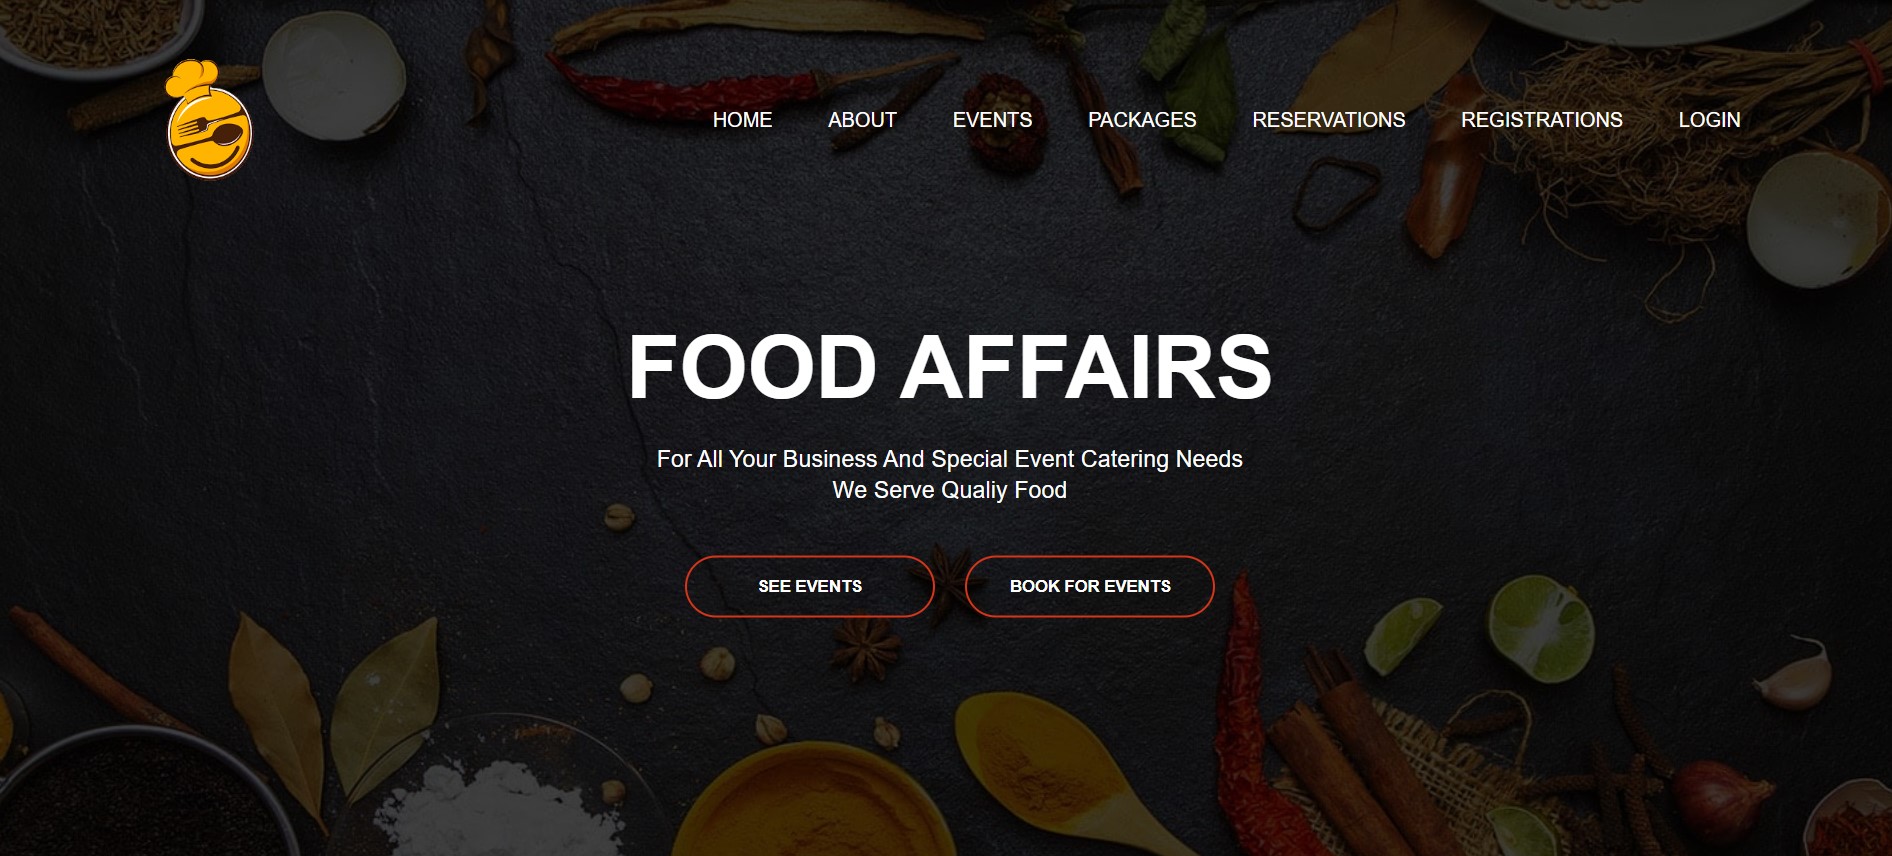 HOME ABOUT EVENTS PACKAGES RESERVATIONS REGISTRATIONS LOGIN
FOOD AFFAIRS
For All Your Business And Special Event Catering Needs
We Serve Qualiy Food
SEE EVENTS BOOK FOR EVENTS